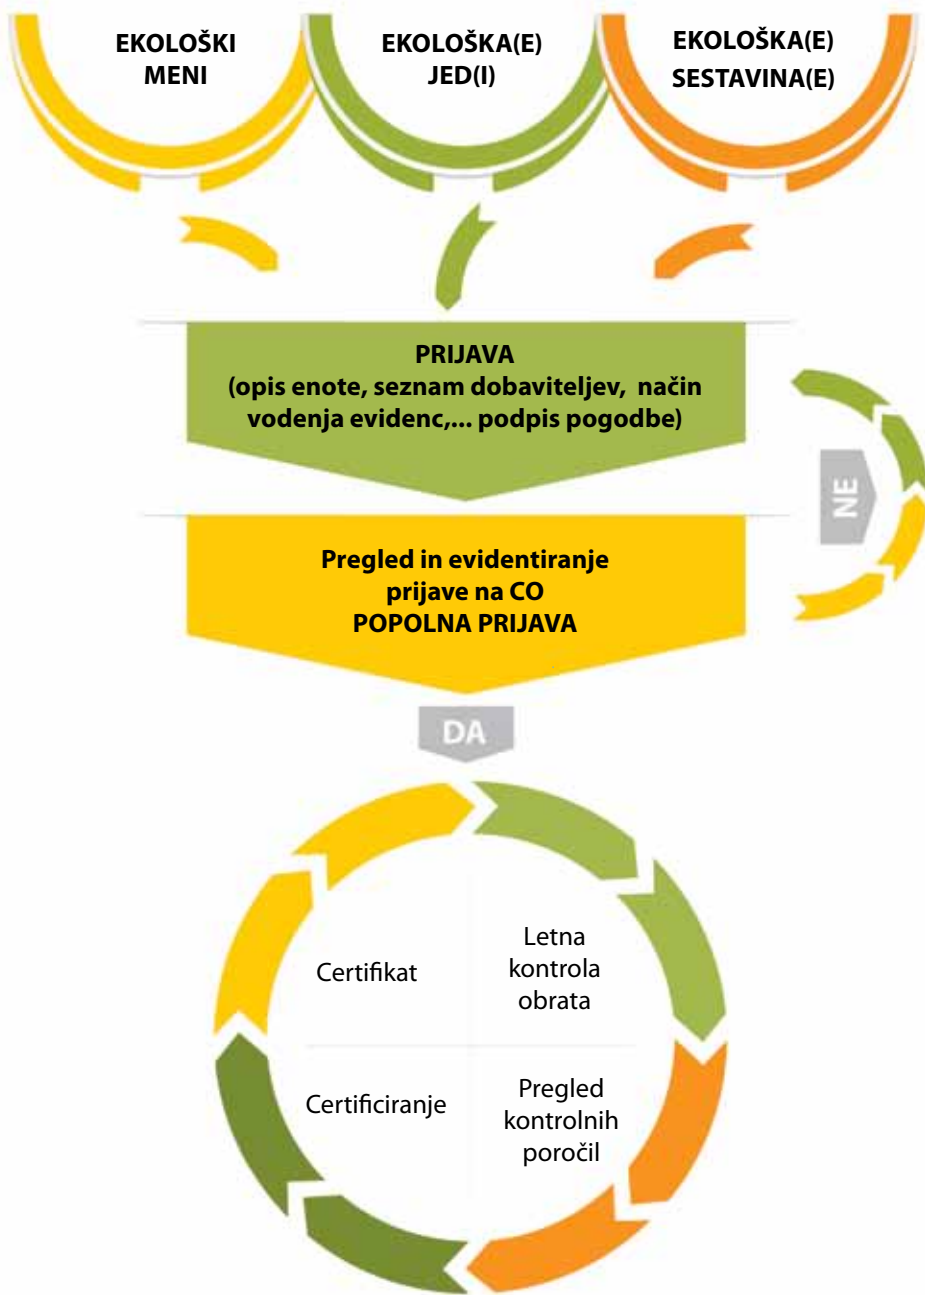 EKOLOŠKI
MENI
EKOLOŠKA(E)
JED(I)
EKOLOŠKA(E)
SESTAVINA(E)
PRIJAVA
(opis enote, seznam dobaviteljev, način
vodenja evidenc,... podpis pogodbe)
NE
Pregled in evidentiranje
prijave na CO
POPOLNA PRIJAVA
DA
Certifikat
Letna
kontrola
obrata
Certificiranje
Pregled
kontrolnih
poročil